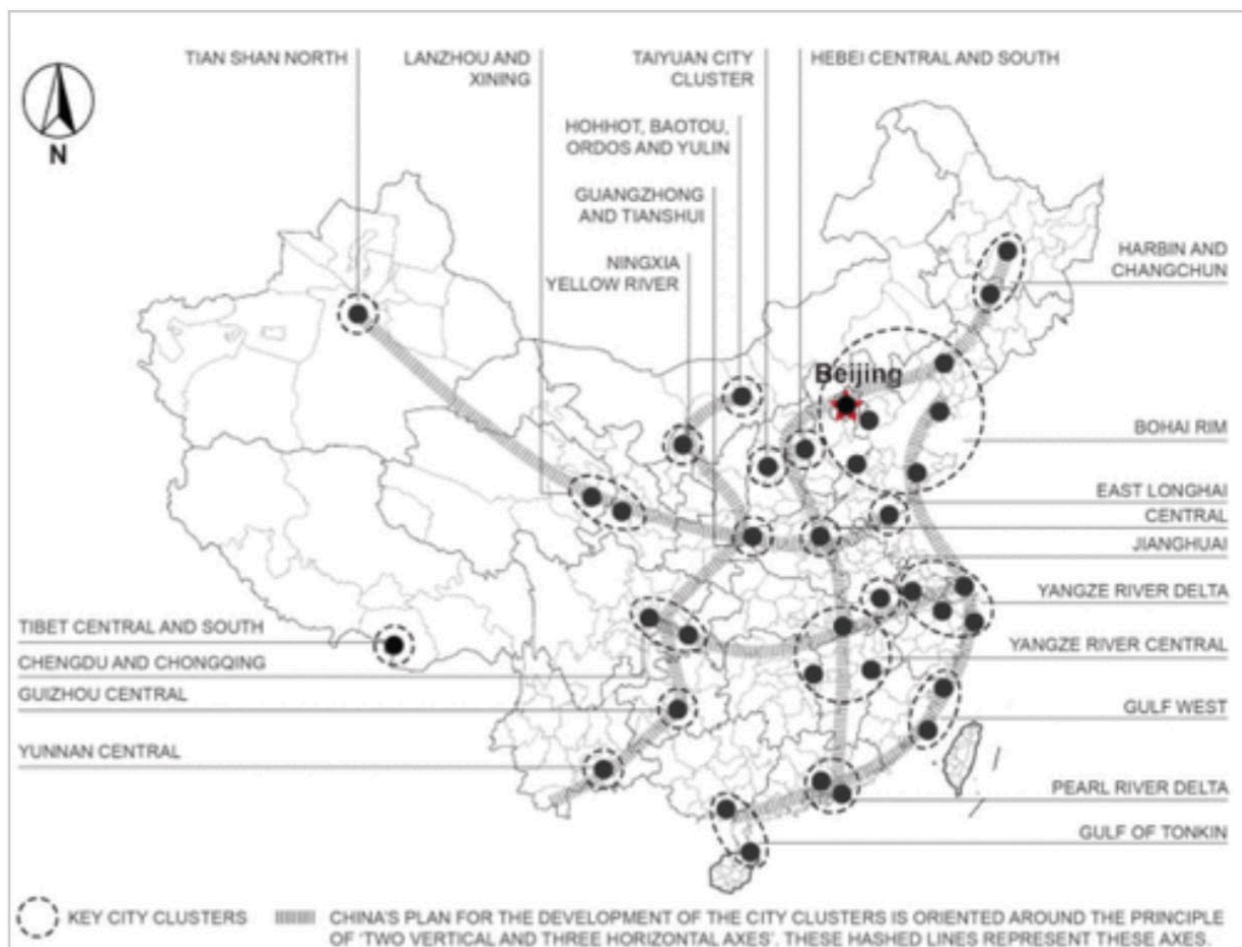 TIAN SHAN NORTH
LANZHOU AND
XINING
TAIYUAN CITY
CLUSTER
HEBEI CENTRAL AND SOUTH
N
HOHHOT, BAOTOU,
ORDOS AND YULIN
GUANGZHONG
AND TIANSHUI
NINGXIA
YELLOW RIVER
HARBIN AND
CHANGCHUN
Beijing
BOHAI RIM
EAST LONGHAI
CENTRAL
JIANGHUAI
YANGZE RIVER DELTA
TIBET CENTRAL AND SOUTH
YANGZE RIVER CENTRAL
CHENGDU AND CHONGQING
GUIZHOU CENTRAL
GULF WEST
YUNNAN CENTRAL
PEARL RIVER DELTA
GULF OF TONKIN
KEY CITY CLUSTERS
CHINA'S PLAN FOR THE DEVELOPMENT OF THE CITY CLUSTERS IS ORIENTED AROUND THE PRINCIPLE
OF 'TWO VERTICAL AND THREE HORIZONTAL AXES'. THESE HASHED LINES REPRESENT THESE AXES.